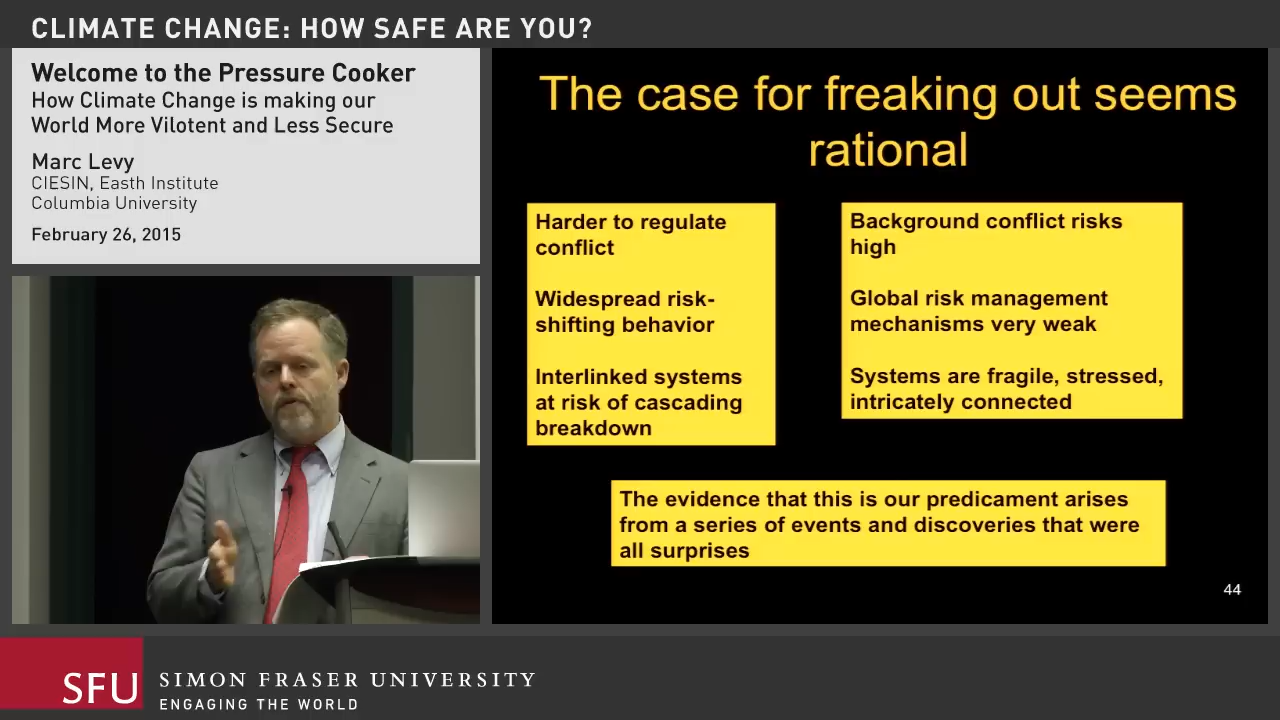 CLIMATE CHANGE: HOW SAFE ARE YOU?
Welcome to the Pressure Cooker
How Climate Change is making our
World More Vilotent and Less Secure
Marc Levy
CIESIN, Easth Institute
Columbia University
February 26, 2015
The case for freaking out seems
rational
Harder to regulate
conflict
Widespread risk-
shifting behavior
Interlinked systems
at risk of cascading
breakdown
Background conflict risks
high
Global risk management
mechanisms very weak
Systems are fragile, stressed,
intricately connected
The evidence that this is our predicament arises
from a series of events and discoveries that were
all surprises
44
SFU
SIMON FRASER UNIVERSITY
ENGAGING THE WORLD